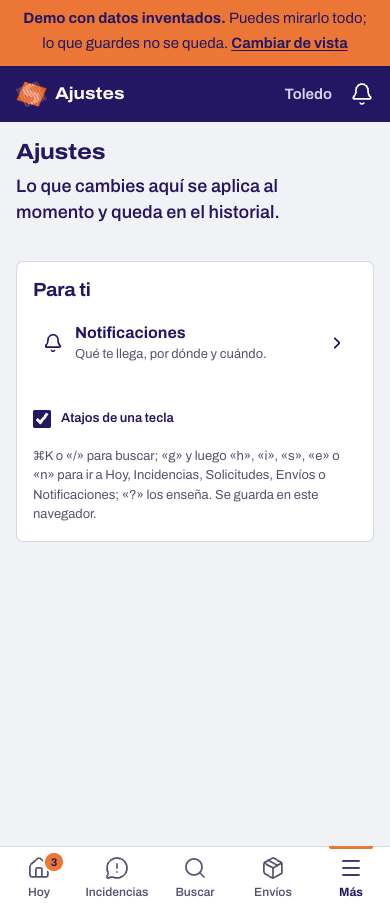 Demo con datos inventados. Puedes mirarlo todo;
lo que guardes no se queda. Cambiar de vista
Ajustes
Toledo
Ajustes
Lo que cambies aquí se aplica al
momento y queda en el historial.
Para ti
Notificaciones
Qué te llega, por dónde y cuándo.
Atajos de una tecla
⌘K o «/» para buscar; «g» y luego «h», «i», «s», «e» o
«n» para ir a Hoy, Incidencias, Solicitudes, Envíos o
Notificaciones; «?» los enseña. Se guarda en este
navegador.
3
Hoy
Incidencias
Buscar
Envíos
Más